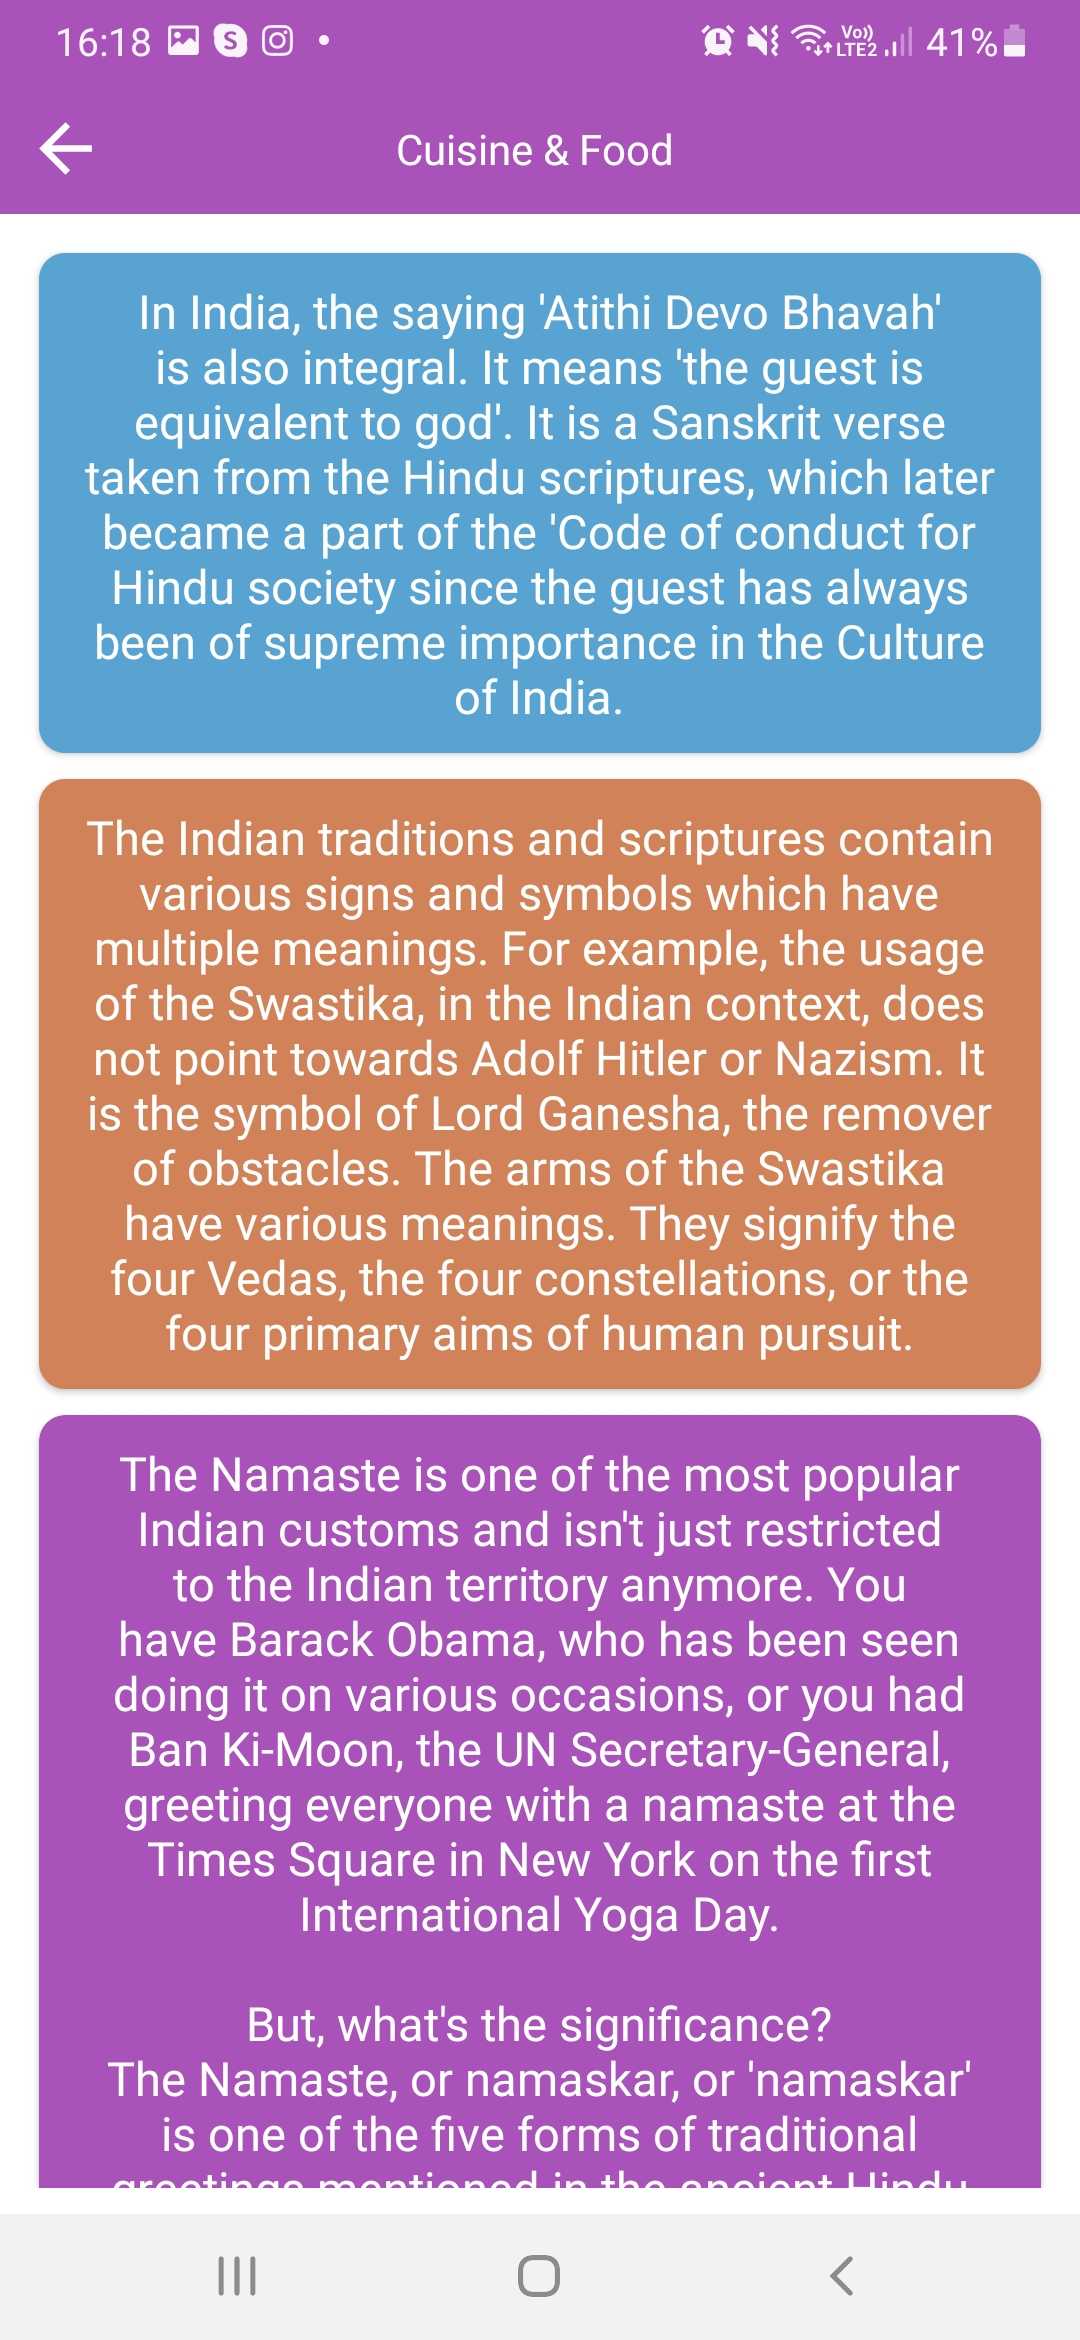 16:18
Vo))
LTE2
41%
Cuisine & Food
In India, the saying 'Atithi Devo Bhavah'
is also integral. It means 'the guest is
equivalent to god'. It is a Sanskrit verse
taken from the Hindu scriptures, which later
became a part of the 'Code of conduct for
Hindu society since the guest has always
been of supreme importance in the Culture
of India.
The Indian traditions and scriptures contain
various signs and symbols which have
multiple meanings. For example, the usage
of the Swastika, in the Indian context, does
not point towards Adolf Hitler or Nazism. It
is the symbol of Lord Ganesha, the remover
of obstacles. The arms of the Swastika
have various meanings. They signify the
four Vedas, the four constellations, or the
four primary aims of human pursuit.
The Namaste is one of the most popular
Indian customs and isn't just restricted
to the Indian territory anymore. You
have Barack Obama, who has been seen
doing it on various occasions, or you had
Ban Ki-Moon, the UN Secretary-General,
greeting everyone with a namaste at the
Times Square in New York on the first
International Yoga Day.
But, what's the significance?
The Namaste, or namaskar, or 'namaskar'
is one of the five forms of traditional
greetings mentioned in the ancient Hindu